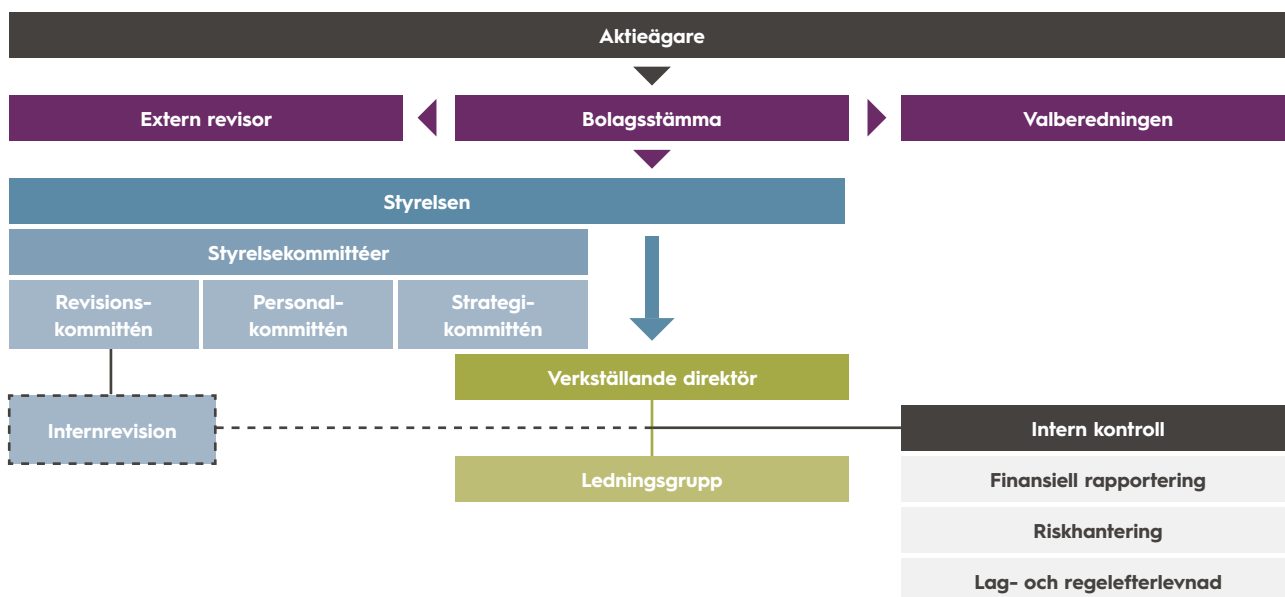 Aktieägare
Extern revisor
Bolagsstämma
Valberedningen
Styrelsen
Styrelsekommittéer
Revisions-
kommittén
Personal-
kommittén
Strategi-
kommittén
Verkställande direktör
Internrevision
Intern kontroll
Ledningsgrupp
Finansiell rapportering
Riskhantering
Lag- och regelefterlevnad